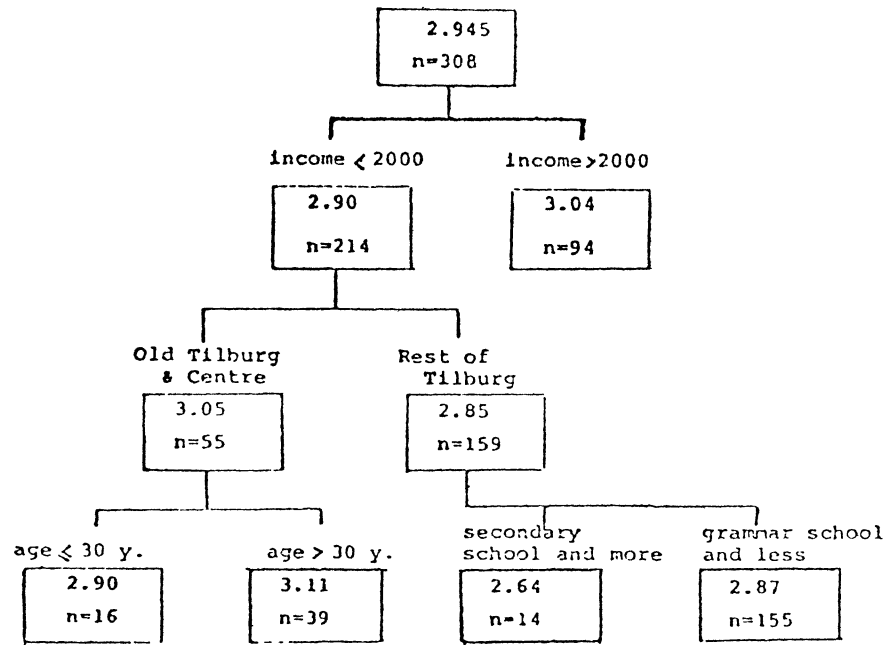 2.945
n=308
income ⩽ 2000
income>2000
2.90
n=214
3.04
n=94
Old Tilburg
& Centre
Rest of
Tilburg
3.05
n=55
2.85
n=159
age ⩽ 30 y.
age > 30 y.
secondary
school and more
grammar school
and less
2.90
n=16
3.11
n=39
2.64
n=14
2.87
n=155